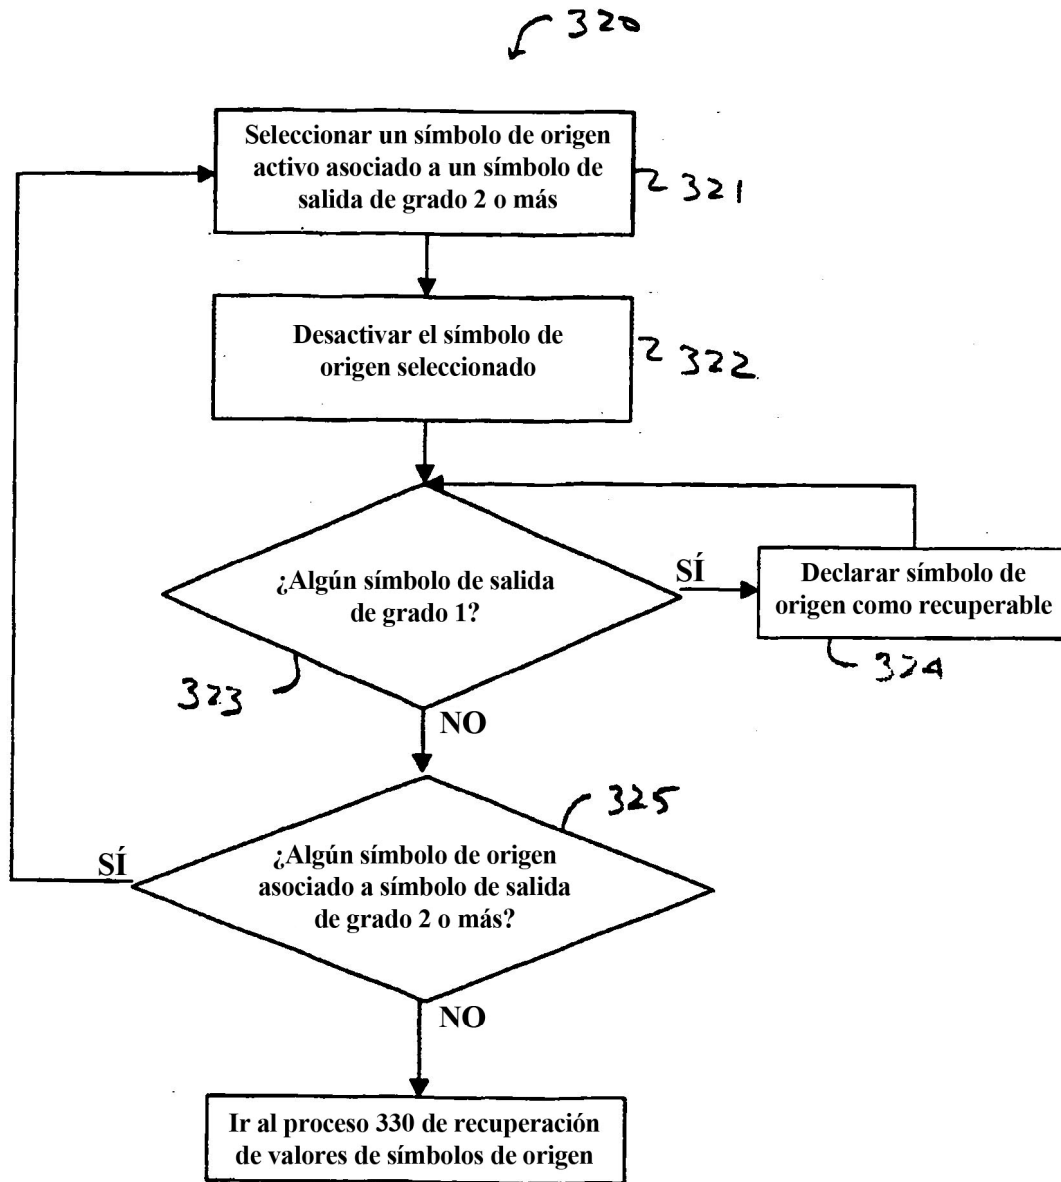 320
Seleccionar un símbolo de origen
activo asociado a un símbolo de
salida de grado 2 o más
321
Desactivar el símbolo de
origen seleccionado
322
¿Algún símbolo de salida
de grado 1?
SÍ
Declarar símbolo de
origen como recuperable
323
324
NO
325
¿Algún símbolo de origen
asociado a símbolo de salida
de grado 2 o más?
SÍ
NO
Ir al proceso 330 de recuperación
de valores de símbolos de origen